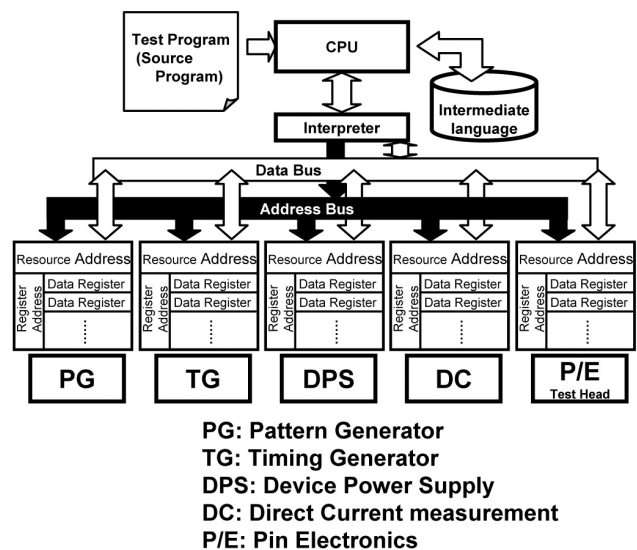 Test Program
(Source
Program)
CPU
Intermediate
language
Interpreter
Data Bus
Address Bus
Resource Address
Register
Address
Data Register
Data Register
Resource Address
Register
Address
Data Register
Data Register
Resource Address
Register
Address
Data Register
Data Register
Resource Address
Register
Address
Data Register
Data Register
Resource Address
Register
Address
Data Register
Data Register
PG
TG
DPS
DC
P/E
Test Head
PG: Pattern Generator
TG: Timing Generator
DPS: Device Power Supply
DC: Direct Current measurement
P/E: Pin Electronics